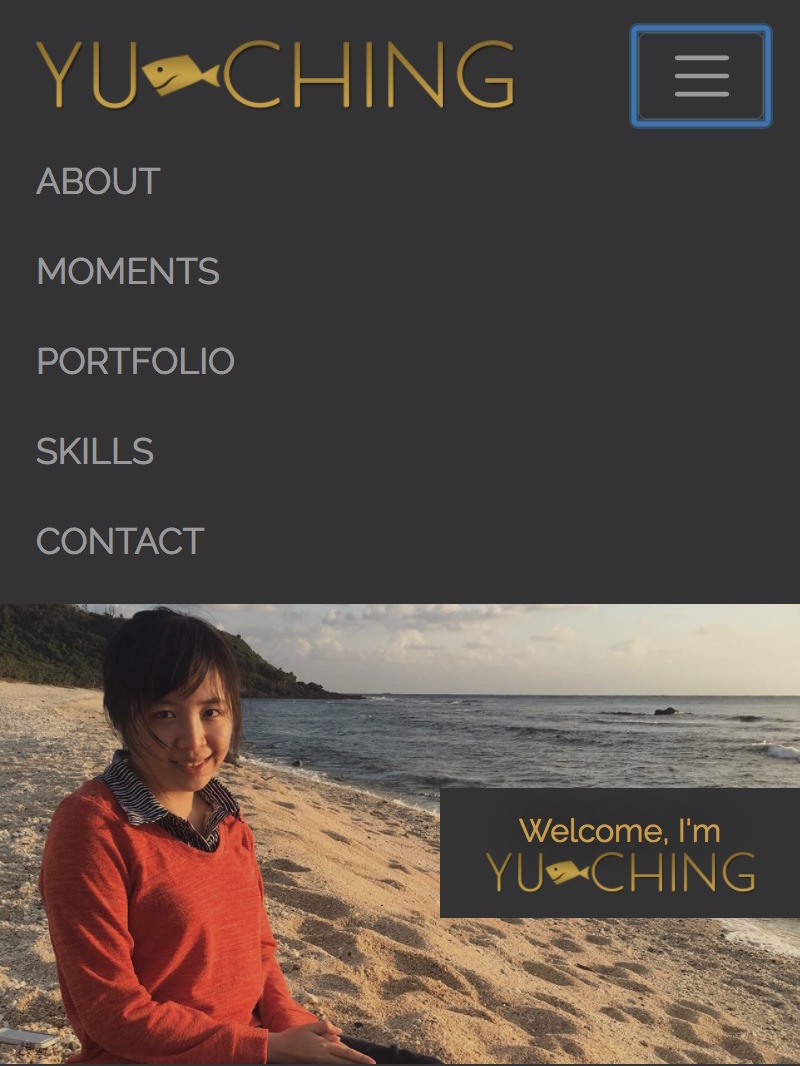 YU CHING
ABOUT
MOMENTS
PORTFOLIO
SKILLS
CONTACT
Welcome, I'm
YU CHING